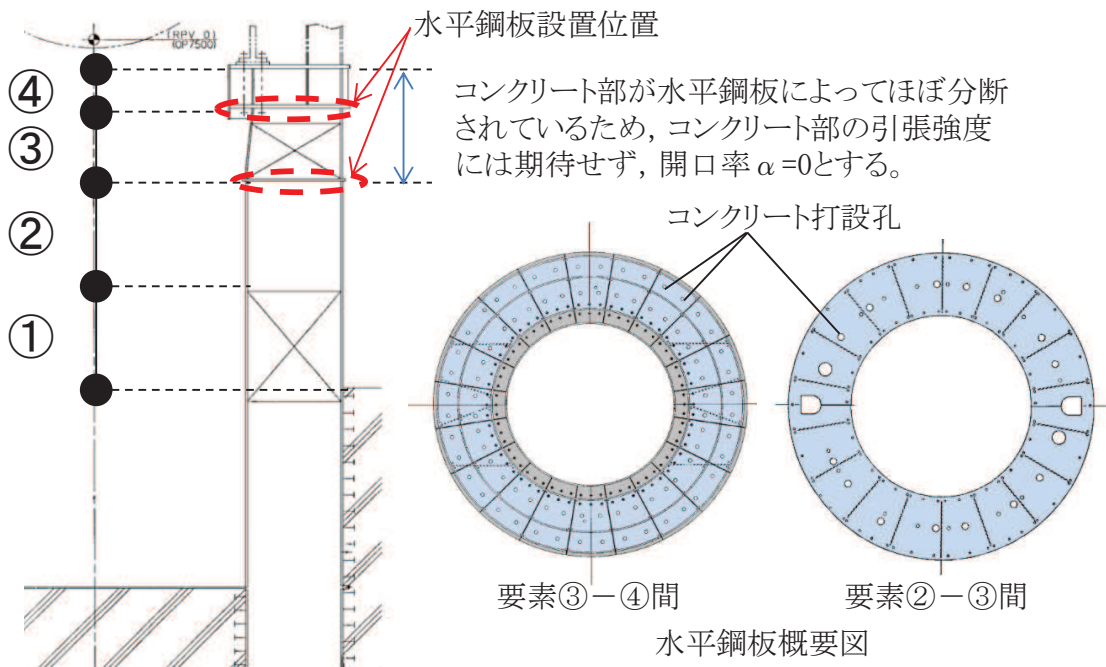 水平鋼板設置位置
(RPV 0)
(OP7500)
④
③
②
①
コンクリート部が水平鋼板によってほぼ分断
されているため, コンクリート部の引張強度
には期待せず, 開口率α=0とする。
コンクリート打設孔
要素③-④間
要素②-③間
水平鋼板概要図